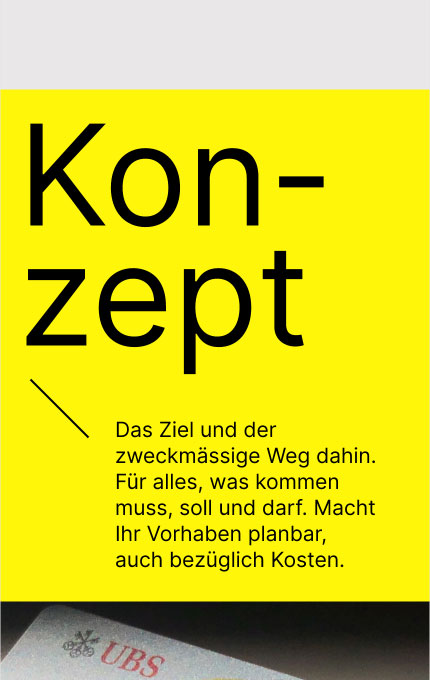 Kon-
zept
Das Ziel und der
zweckmässige Weg dahin.
Für alles, was kommen
muss, soll und darf. Macht
Ihr Vorhaben planbar,
auch bezüglich Kosten.
UBS